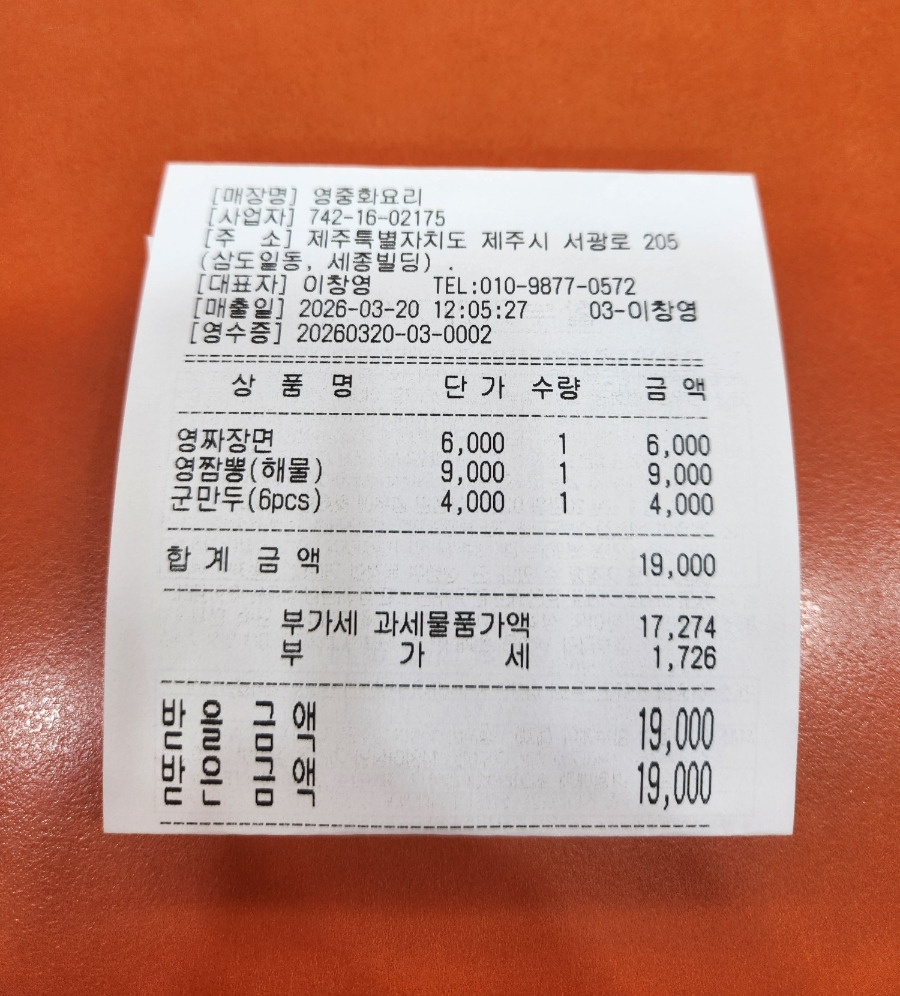 [매장명] 영중화요리
[사업자] 742-16-02175
[주 소] 제주특별자치도 제주시 서광로 205
(삼도일동, 세종빌딩) .
[대표자] 이창영 TEL:010-9877-0572
[매출일] 2026-03-20 12:05:27 03-이창영
[영수증] 20260320-03-0002
상 품 명 단 가 수량 금 액
영짜장면 6,000 1 6,000
영짬뽕(해물) 9,000 1 9,000
군만두(6pcs) 4,000 1 4,000
합 계 금 액 19,000
부가세 과세물품가액 17,274
부 가 세 1,726
받 을 금 액 19,000
받 은 금 액 19,000